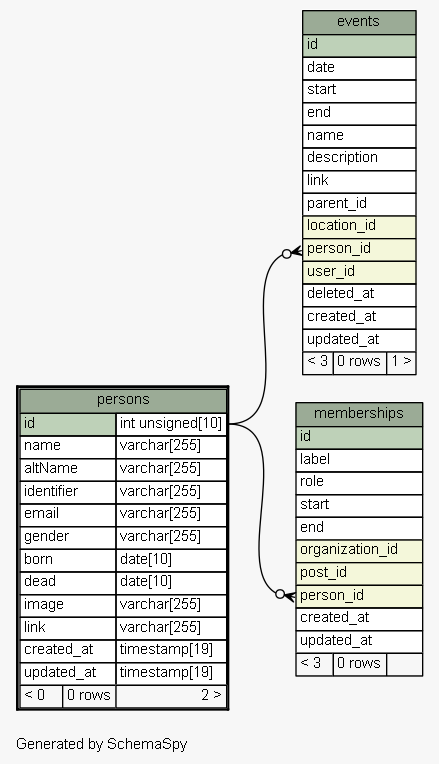 events
id
date
start
end
name
description
link
parent_id
location_id
person_id
user_id
deleted_at
created_at
updated_at
< 3 0 rows 1 >
persons
id int unsigned[10]
name varchar[255]
altName varchar[255]
identifier varchar[255]
email varchar[255]
gender varchar[255]
born date[10]
dead date[10]
image varchar[255]
link varchar[255]
created_at timestamp[19]
updated_at timestamp[19]
< 0 0 rows 2 >
memberships
id
label
role
start
end
organization_id
post_id
person_id
created_at
updated_at
< 3 0 rows
Generated by SchemaSpy